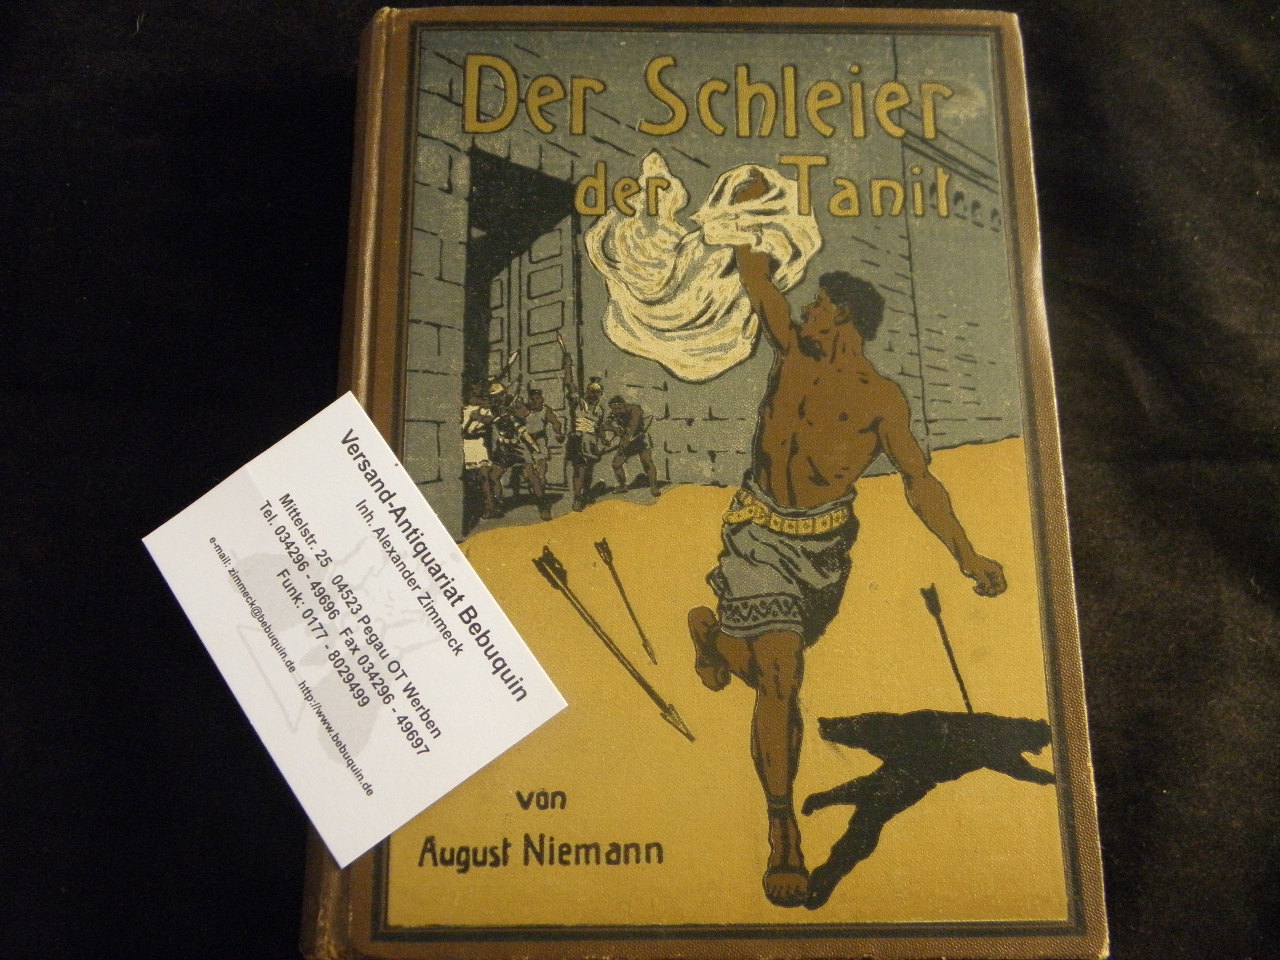 Der Schleier
der Tanit
von
August Niemann
Versand-Antiquariat Bebuquin
Inh. Alexander Zimmeck
Mittelstr. 25 04523 Pegau OT Werben
Tel. 034296 - 49696 Fax 034296 - 49697
Funk: 0177 - 8029499
e-mail: zimmeck@bebuquin.de http://www.bebuquin.de